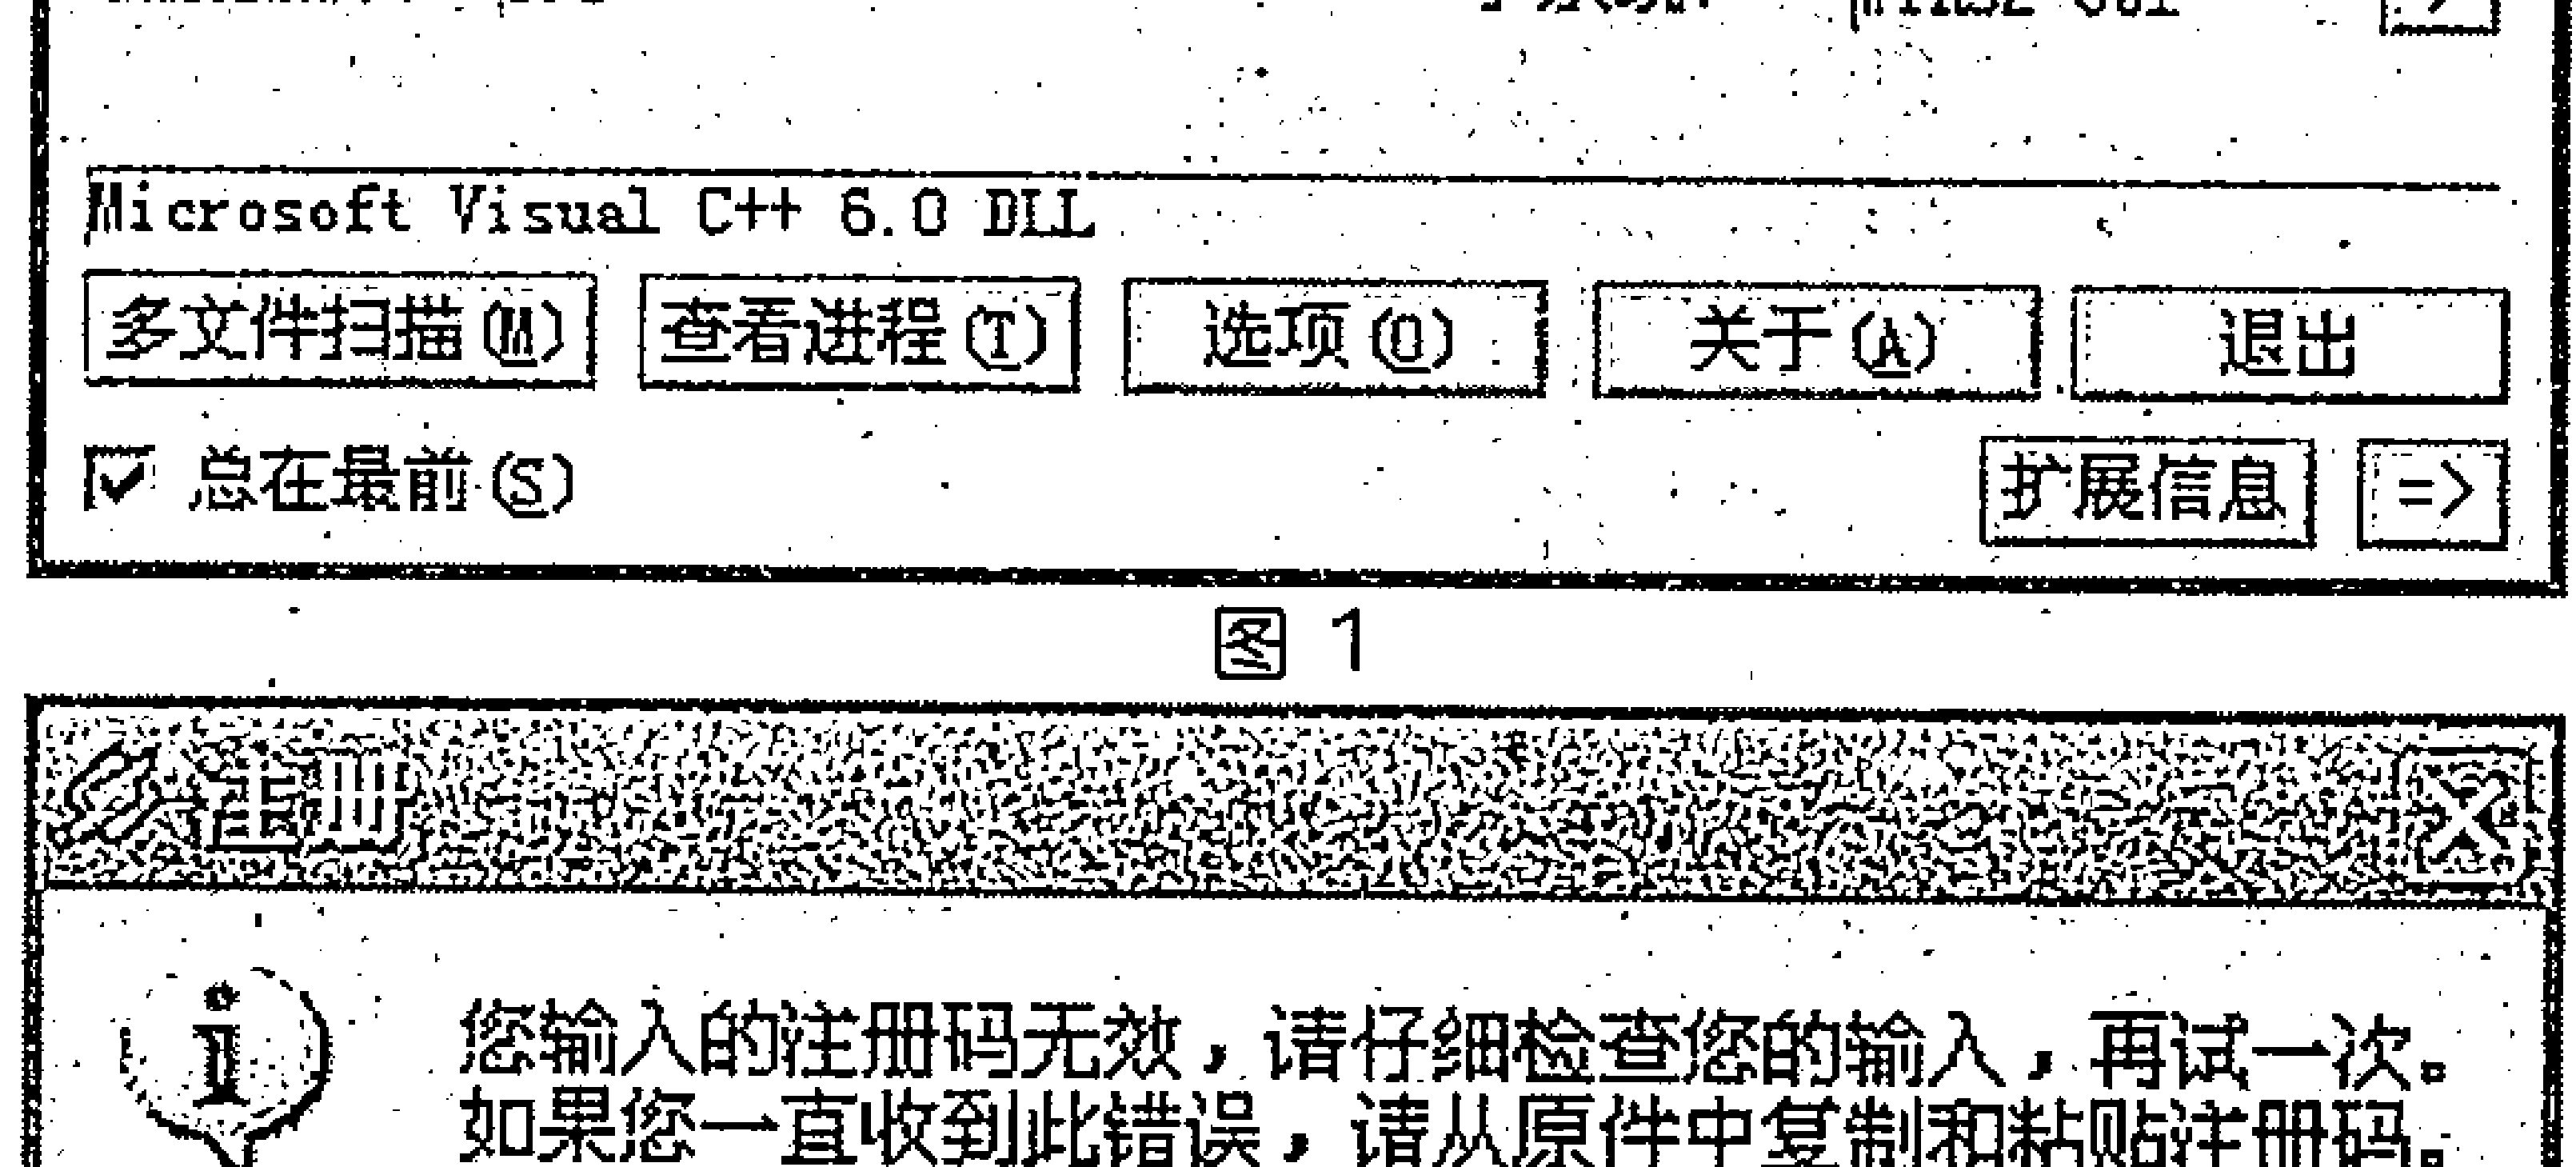 Microsoft Visual C++ 6.0 DLL
多文件扫描(M) 查看进程(T) 选项(O) 关于(A) 退出
总在最前(S) 扩展信息 =>
图 1
注册
您输入的注册码无效，请仔细检查您的输入，再试一次。
如果您一直收到此错误，请从原件中复制和粘贴注册码。